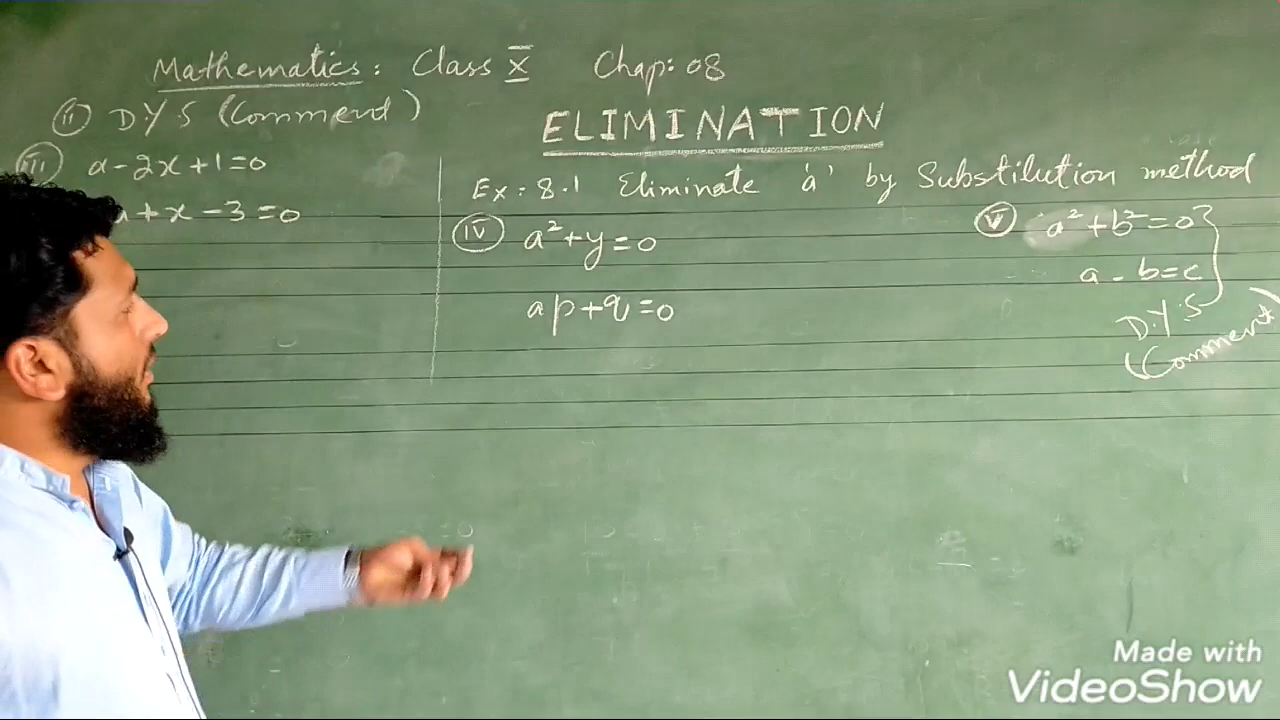 Mathematics: Class X Chap: 08
ii D.Y.S (Comment)
ELIMINATION
iii a - 2x + 1 = 0
a + x - 3 = 0
Ex: 8.1 Eliminate 'a' by Substitution method
iv a² + y = 0
ap + q = 0
v a² + b² = 0
a - b = c
D.Y.S
(Comment)
Made with
VideoShow